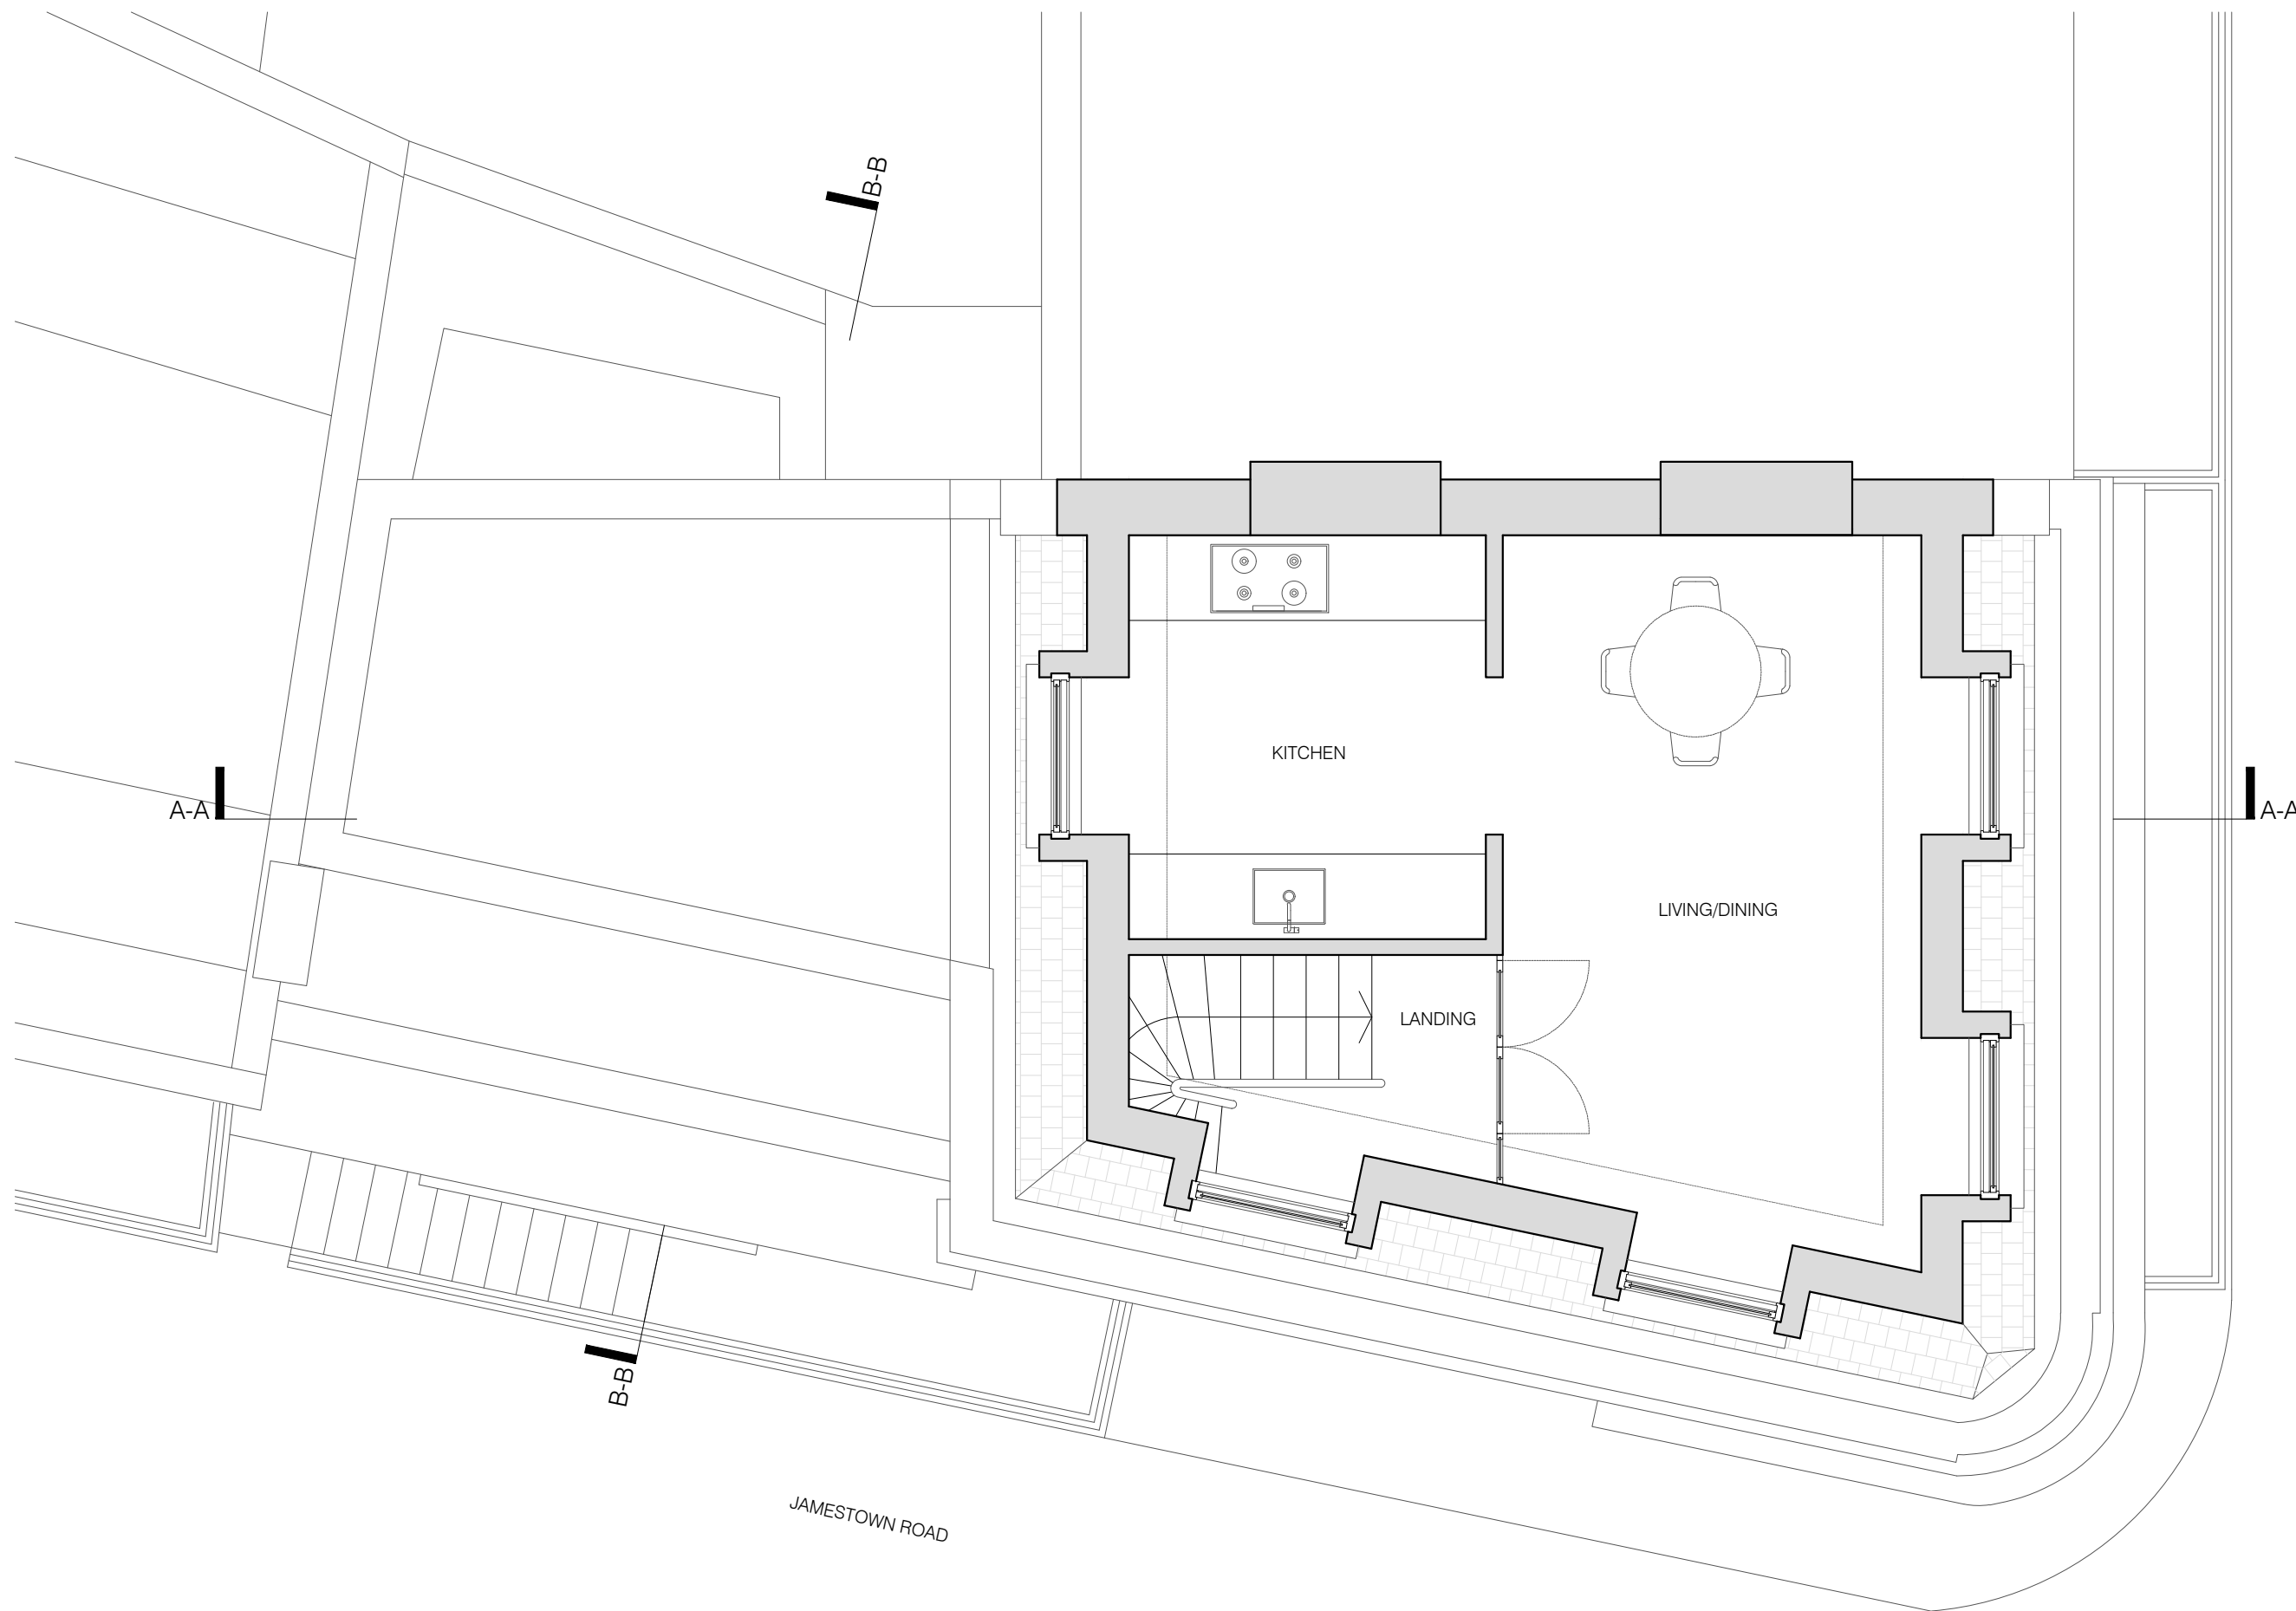 B-B
KITCHEN
A-A
A-A
LIVING/DINING
LANDING
B-B
JAMESTOWN ROAD